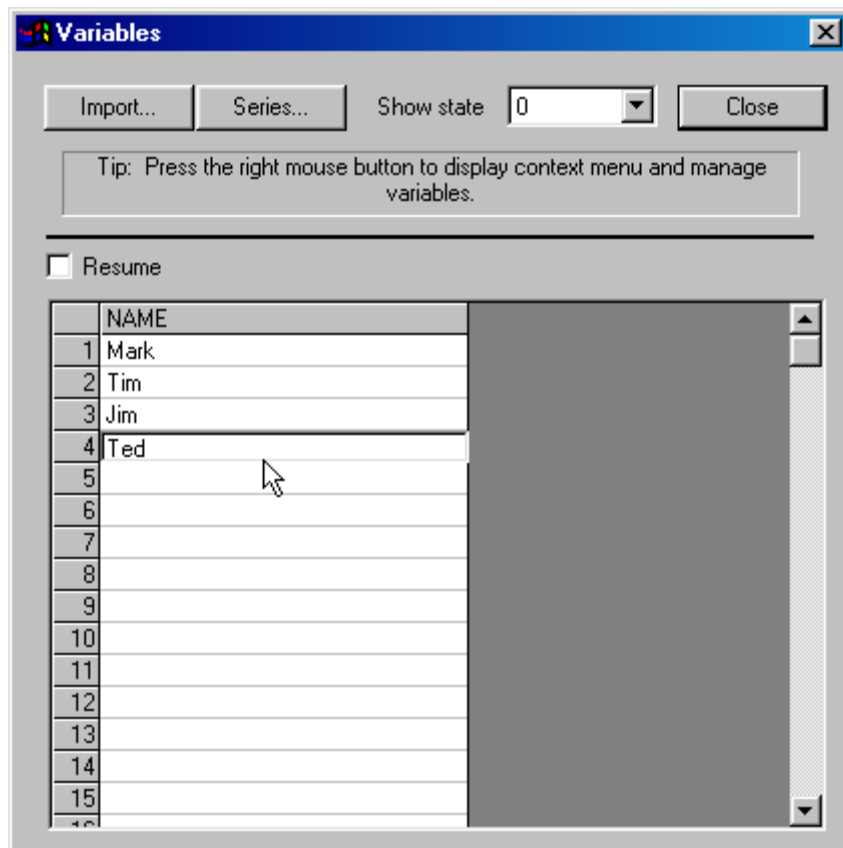 Variables
Import... Series... Show state 0 Close
Tip: Press the right mouse button to display context menu and manage
variables.
Resume
NAME
1 Mark
2 Tim
3 Jim
4 Ted
5
6
7
8
9
10
11
12
13
14
15